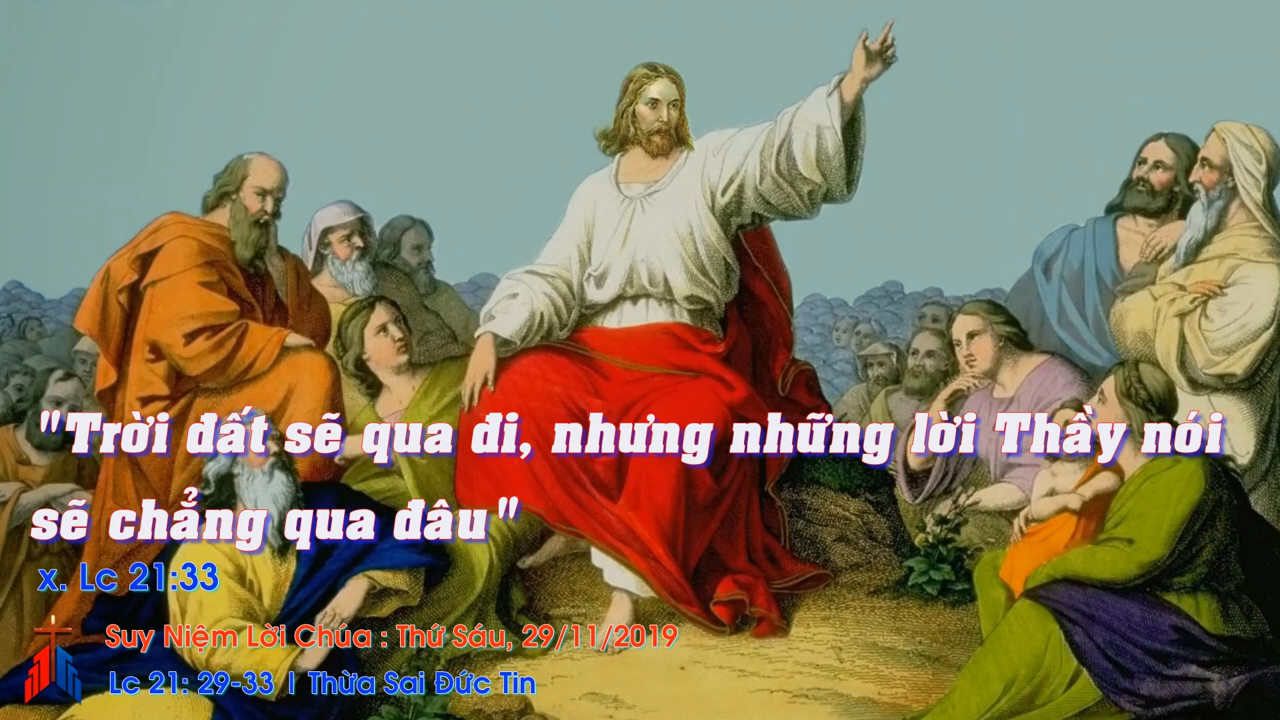 "Trời đất sẽ qua đi, nhưng những lời Thầy nói
sẽ chẳng qua đâu"
x. Lc 21:33
Suy Niệm Lời Chúa : Thứ Sáu, 29/11/2019
Lc 21: 29-33 | Thừa Sai Đức Tin